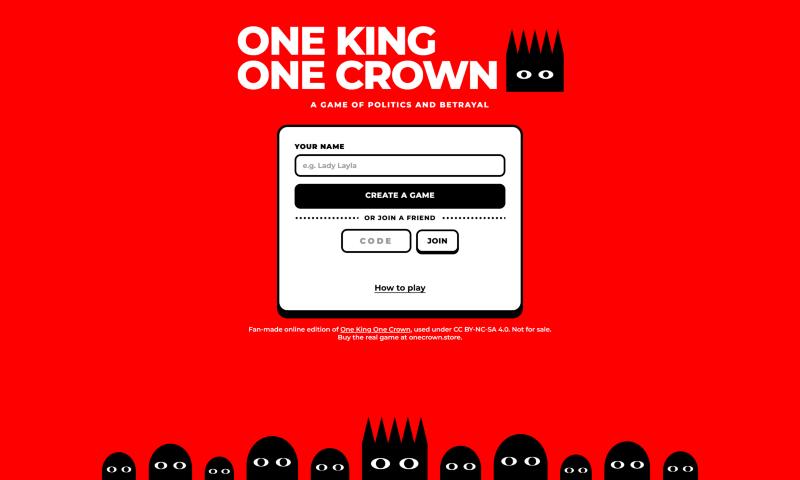 ONE KING
ONE CROWN
A GAME OF POLITICS AND BETRAYAL
YOUR NAME
e.g. Lady Layla
CREATE A GAME
OR JOIN A FRIEND
CODE JOIN
How to play
Fan-made online edition of One King One Crown, used under CC BY-NC-SA 4.0. Not for sale.
Buy the real game at onecrown.store.